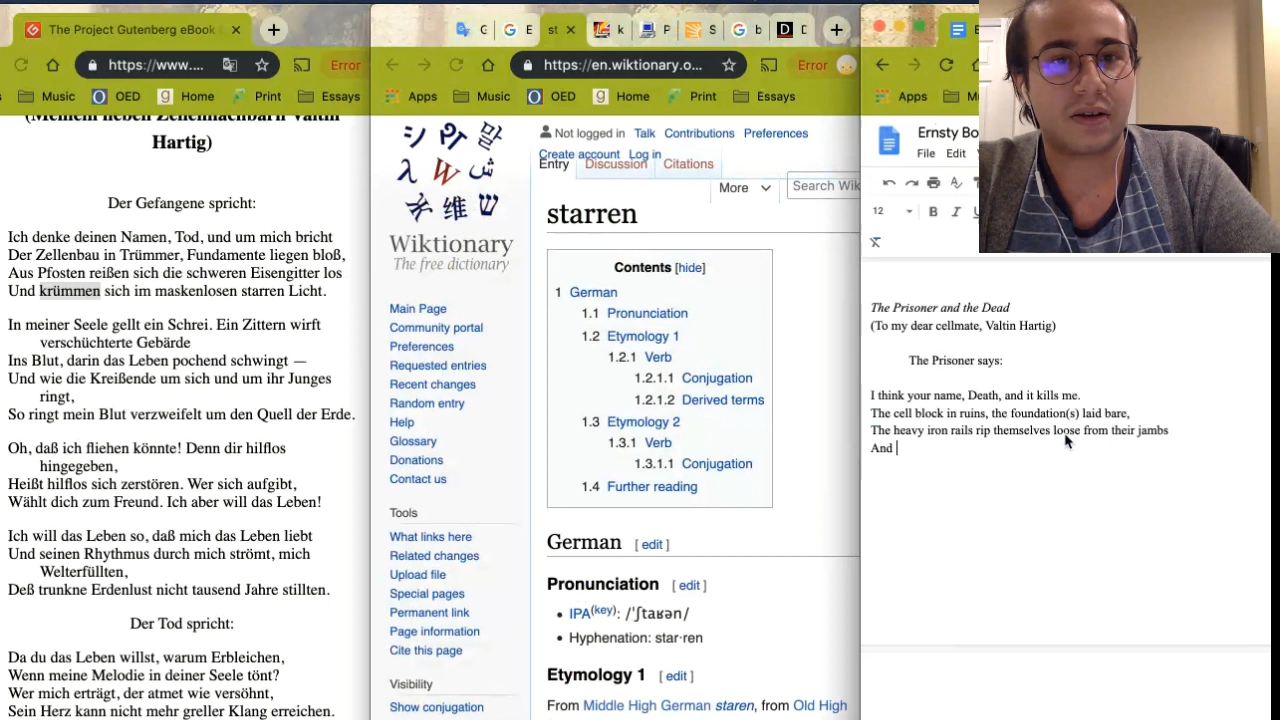 The Project Gutenberg eBook
https://www....
Error
Music
OED
Home
Print
Essays
(Meinem lieben Zellennachbarn Valtin
Hartig)
Der Gefangene spricht:
Ich denke deinen Namen, Tod, und um mich bricht
Der Zellenbau in Trümmer, Fundamente liegen bloß,
Aus Pfosten reißen sich die schweren Eisengitter los
Und krümmen sich im maskenlosen starren Licht.
In meiner Seele gellt ein Schrei. Ein Zittern wirft
verschüchterte Gebärde
Ins Blut, darin das Leben pochend schwingt —
Und wie die Kreißende um sich und um ihr Junges
ringt,
So ringt mein Blut verzweifelt um den Quell der Erde.
Oh, daß ich fliehen könnte! Denn dir hilflos
hingegeben,
Heißt hilflos sich zerstören. Wer sich aufgibt,
Wählt dich zum Freund. Ich aber will das Leben!
Ich will das Leben so, daß mich das Leben liebt
Und seinen Rhythmus durch mich strömt, mich
Welterfüllten,
Deß trunkne Erdenlust nicht tausend Jahre stillten.
Der Tod spricht:
Da du das Leben willst, warum Erbleichen,
Wenn meine Melodie in deiner Seele tönt?
Wer mich erträgt, der atmet wie versöhnt,
Sein Herz kann nicht mehr greller Klang erreichen.
G
E
st
k
P
S
b
D
https://en.wiktionary.o...
Error
Apps
Music
OED
Home
Print
Essays
シ
λ
W
维
Wiktionary
The free dictionary
Main Page
Community portal
Preferences
Requested entries
Recent changes
Random entry
Help
Glossary
Donations
Contact us
Tools
What links here
Related changes
Upload file
Special pages
Permanent link
Page information
Cite this page
Visibility
Show conjugation
Not logged in Talk Contributions Preferences
Create account Log in
Entry Discussion Citations
More
Search Wik
starren
Contents [hide]
1 German
1.1 Pronunciation
1.2 Etymology 1
1.2.1 Verb
1.2.1.1 Conjugation
1.2.1.2 Derived terms
1.3 Etymology 2
1.3.1 Verb
1.3.1.1 Conjugation
1.4 Further reading
German [ edit ]
Pronunciation [ edit ]
• IPA(key): /ˈʃtaʁən/
• Hyphenation: star·ren
Etymology 1 [ edit ]
From Middle High German staren, from Old High
Apps
Ernsty Bo
File Edit
12
B I
The Prisoner and the Dead
(To my dear cellmate, Valtin Hartig)
The Prisoner says:
I think your name, Death, and it kills me.
The cell block in ruins, the foundation(s) laid bare,
The heavy iron rails rip themselves loose from their jambs
And